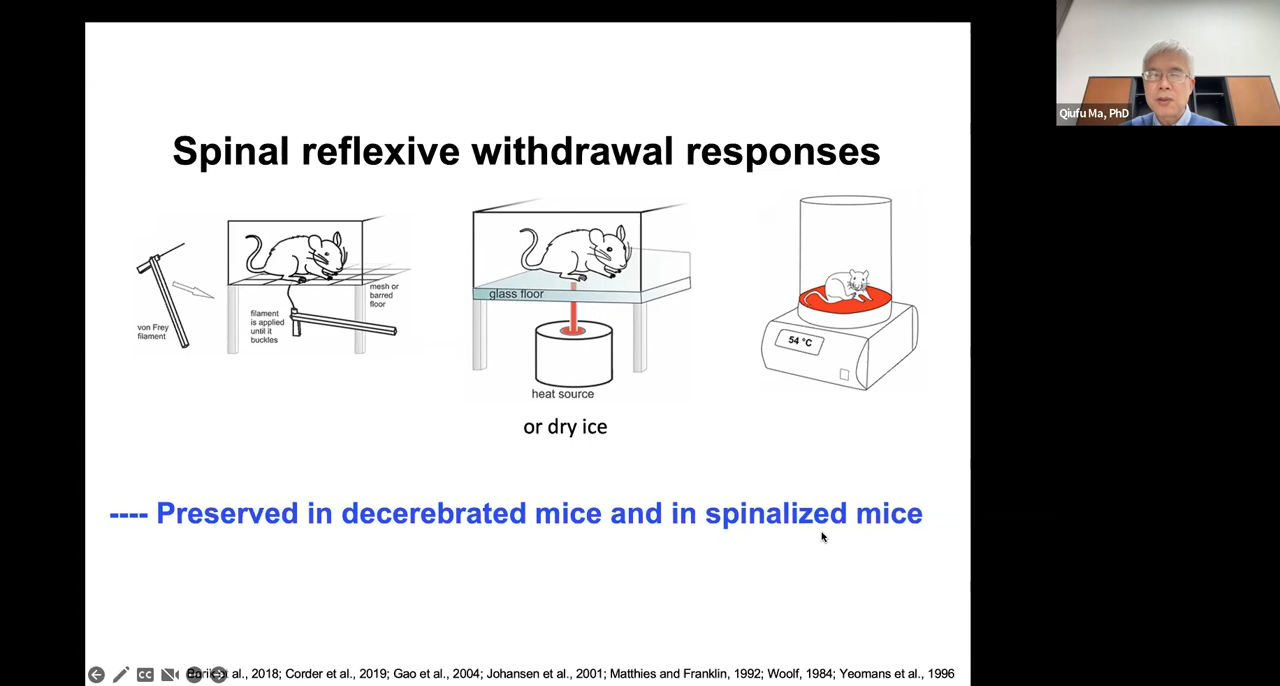 Qiufu Ma, PhD
Spinal reflexive withdrawal responses
von Frey
filament
filament
is applied
until it
buckles
mesh or
barred
floor
glass floor
heat source
or dry ice
54 °C
---- Preserved in decerebrated mice and in spinalized mice
CC
al., 2018; Corder et al., 2019; Gao et al., 2004; Johansen et al., 2001; Matthies and Franklin, 1992; Woolf, 1984; Yeomans et al., 1996